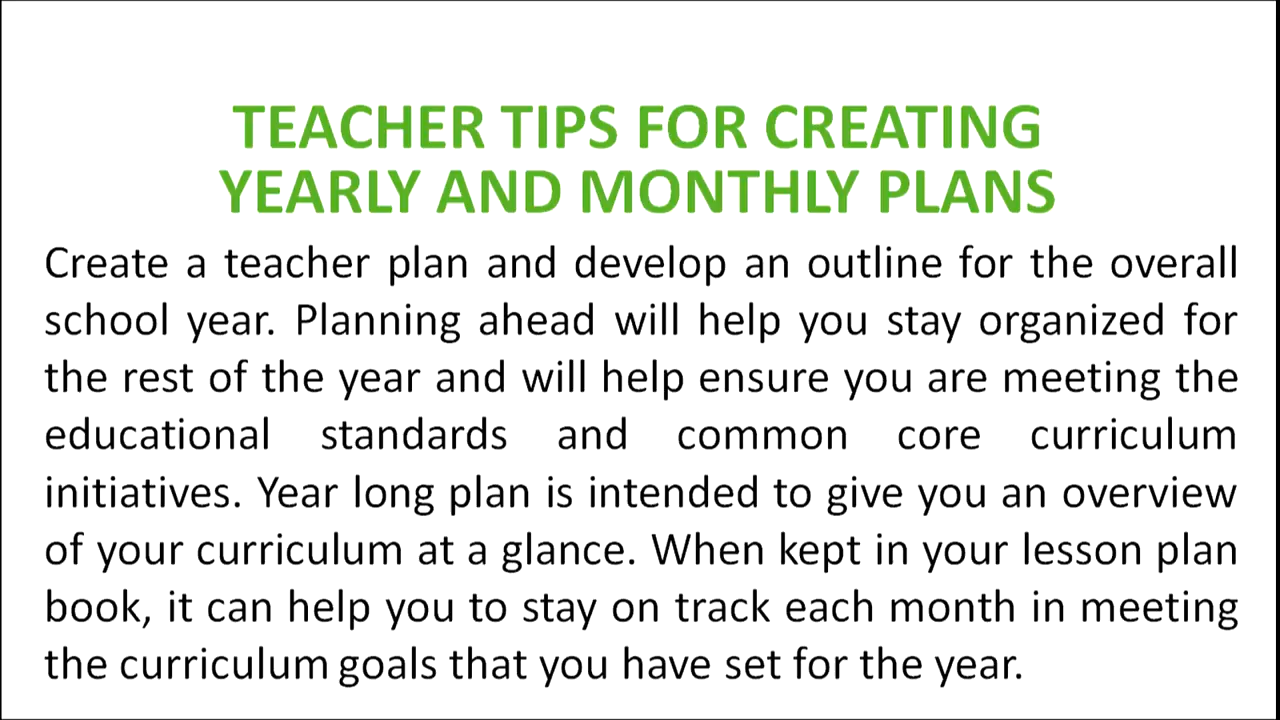 TEACHER TIPS FOR CREATING
YEARLY AND MONTHLY PLANS
Create a teacher plan and develop an outline for the overall
school year. Planning ahead will help you stay organized for
the rest of the year and will help ensure you are meeting the
educational standards and common core curriculum
initiatives. Year long plan is intended to give you an overview
of your curriculum at a glance. When kept in your lesson plan
book, it can help you to stay on track each month in meeting
the curriculum goals that you have set for the year.